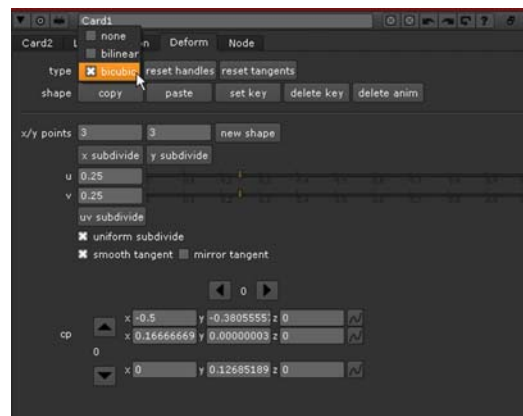 Card1
?
none
Card2 L n Deform Node
bilinear
type bicubic reset handles reset tangents
shape copy paste set key delete key delete anim
x/y points 3 3 new shape
x subdivide y subdivide
u 0.25
v 0.25
uv subdivide
uniform subdivide
smooth tangent mirror tangent
0
x -0.5 y -0.3805555 z 0
cp x 0.16666669 y 0.00000003 z 0
0
x 0 y 0.12685189 z 0